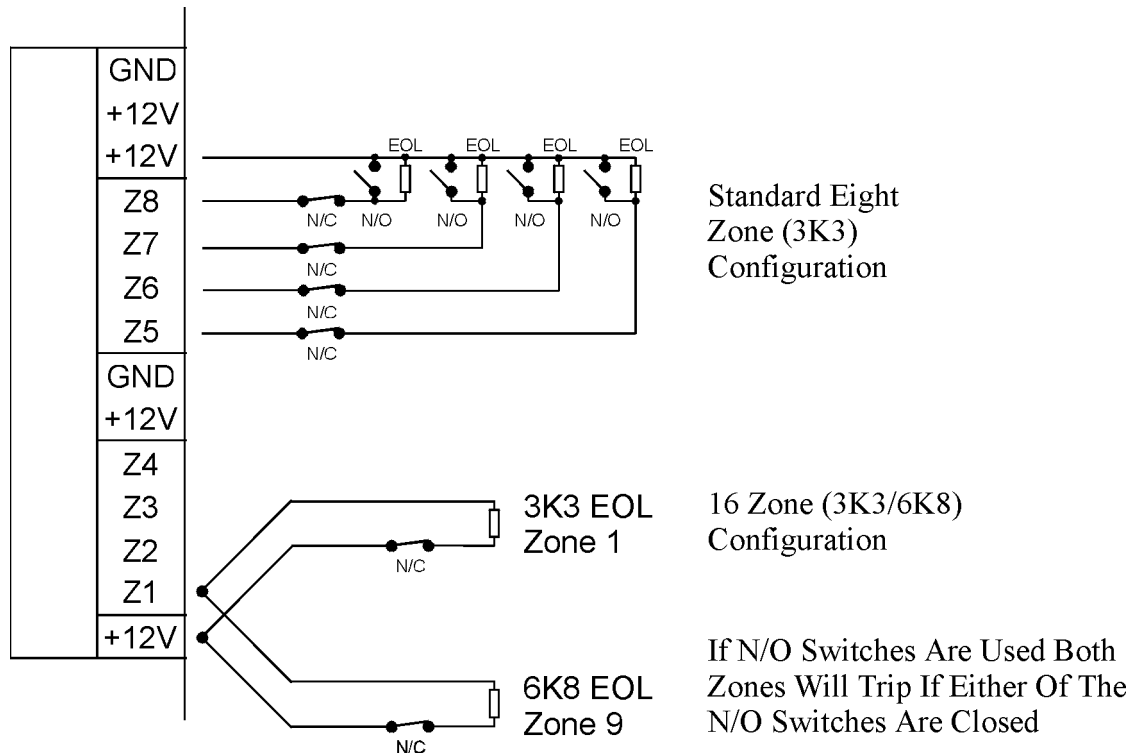 GND
+12V
+12V
EOL EOL EOL EOL
Z8
N/C N/O N/O N/O N/O
Standard Eight
Zone (3K3)
Configuration
Z7
N/C
Z6
N/C
Z5
N/C
GND
+12V
Z4
Z3
Z2
Z1
+12V
3K3 EOL
Zone 1
N/C
16 Zone (3K3/6K8)
Configuration
6K8 EOL
Zone 9
N/C
If N/O Switches Are Used Both
Zones Will Trip If Either Of The
N/O Switches Are Closed